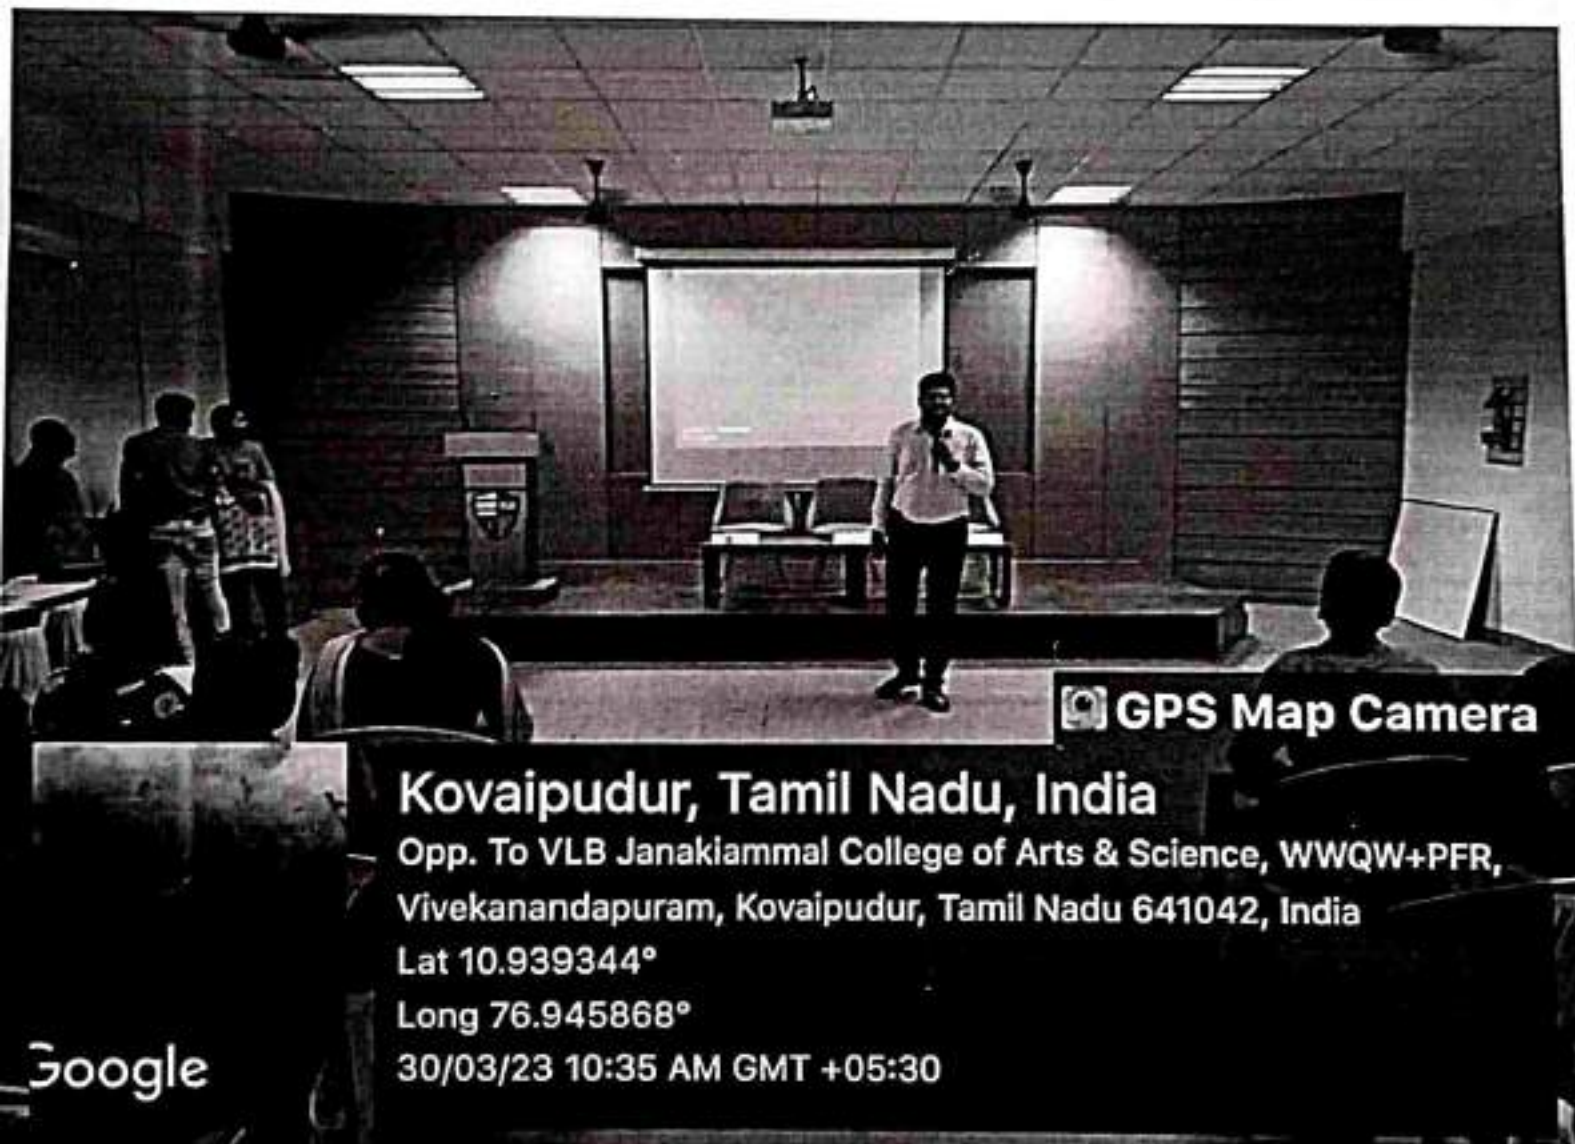 GPS Map Camera
Kovaipudur, Tamil Nadu, India
Opp. To VLB Janakiammal College of Arts & Science, WWQW+PFR,
Vivekanandapuram, Kovaipudur, Tamil Nadu 641042, India
Lat 10.939344°
Long 76.945868°
30/03/23 10:35 AM GMT +05:30
Google